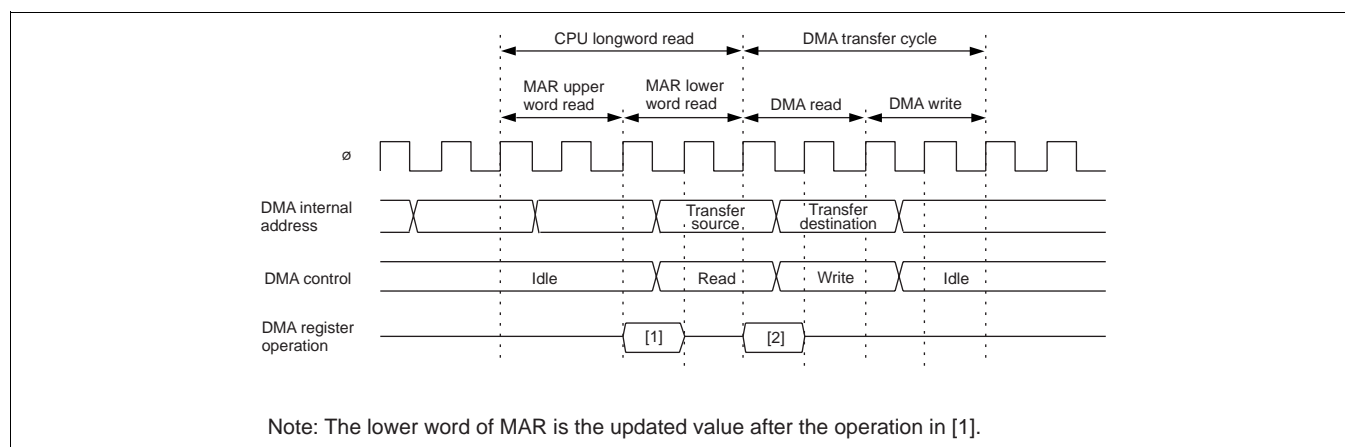 CPU longword read
DMA transfer cycle
MAR upper
word read
MAR lower
word read
DMA read
DMA write
ø
DMA internal
address
Transfer
source
Transfer
destination
DMA control
Idle
Read
Write
Idle
DMA register
operation
[1]
[2]
Note: The lower word of MAR is the updated value after the operation in [1].